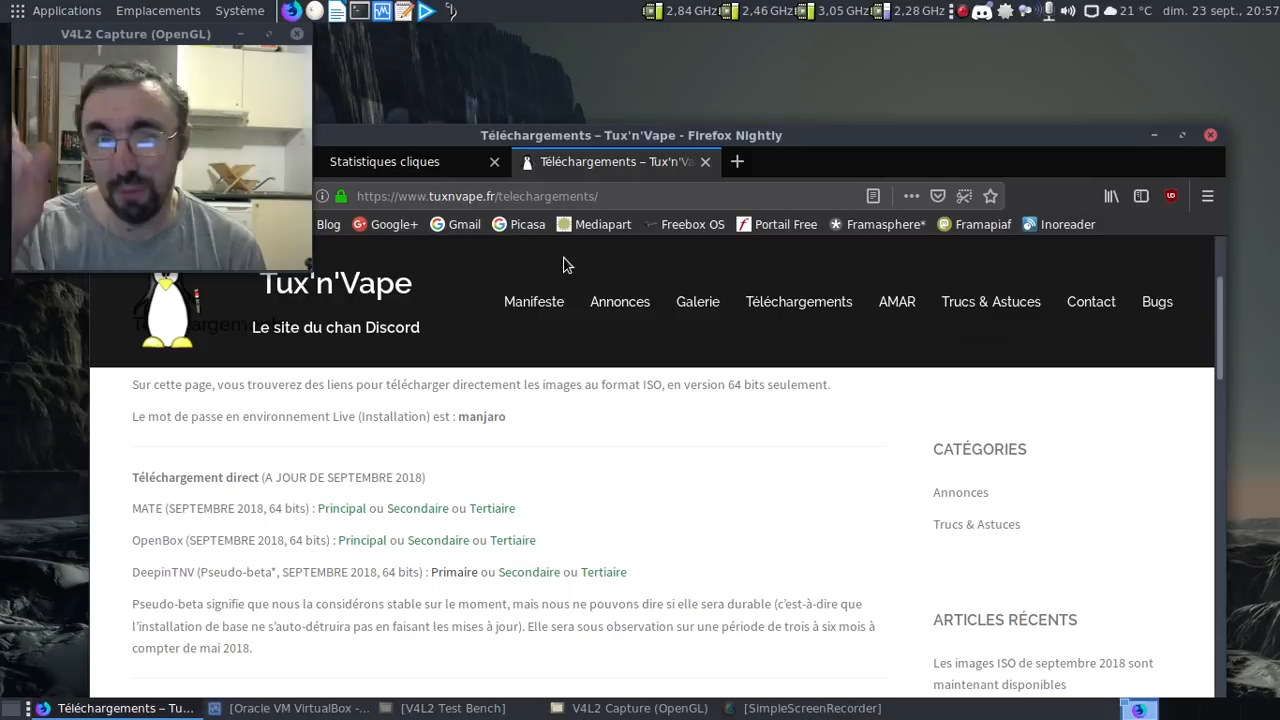 Applications Emplacements Système
2,84 GHz 2,46 GHz 3,05 GHz 2,28 GHz 21 °C dim. 23 sept., 20:57
V4L2 Capture (OpenGL)
Téléchargements – Tux'n'Vape - Firefox Nightly
Statistiques cliques
Téléchargements – Tux'n'Va
https://www.tuxnvape.fr/telechargements/
Blog Google+ Gmail Picasa Mediapart Freebox OS Portail Free Framasphere* Framapiaf Inoreader
Tux'n'Vape
Le site du chan Discord
Manifeste Annonces Galerie Téléchargements AMAR Trucs & Astuces Contact Bugs
Sur cette page, vous trouverez des liens pour télécharger directement les images au format ISO, en version 64 bits seulement.
Le mot de passe en environnement Live (Installation) est : manjaro
Téléchargement direct (A JOUR DE SEPTEMBRE 2018)
MATE (SEPTEMBRE 2018, 64 bits) : Principal ou Secondaire ou Tertiaire
OpenBox (SEPTEMBRE 2018, 64 bits) : Principal ou Secondaire ou Tertiaire
DeepinTNV (Pseudo-beta*, SEPTEMBRE 2018, 64 bits) : Primaire ou Secondaire ou Tertiaire
Pseudo-beta signifie que nous la considérons stable sur le moment, mais nous ne pouvons dire si elle sera durable (c'est-à-dire que
l'installation de base ne s'auto-détruira pas en faisant les mises à jour). Elle sera sous observation sur une période de trois à six mois à
compter de mai 2018.
CATÉGORIES
Annonces
Trucs & Astuces
ARTICLES RÉCENTS
Les images ISO de septembre 2018 sont
maintenant disponibles
Téléchargements – Tu... [Oracle VM VirtualBox -... [V4L2 Test Bench] V4L2 Capture (OpenGL) [SimpleScreenRecorder]